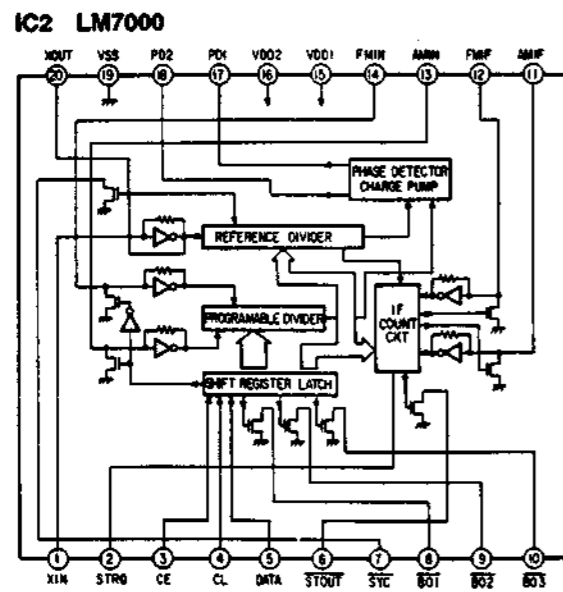 IC2 LM7000
XOUT VSS PD2 PD1 VDD2 VDD1 FMIN AMIN FMIF AMIF
20 19 18 17 16 15 14 13 12 11
PHASE DETECTOR
CHARGE PUMP
REFERENCE DIVIDER
PROGRAMABLE DIVIDER
IF
COUNT
CKT
SHIFT REGISTER LATCH
1 2 3 4 5 6 7 8 9 10
XIN STRQ CE CL DATA STOUT SYC BO1 BO2 BO3